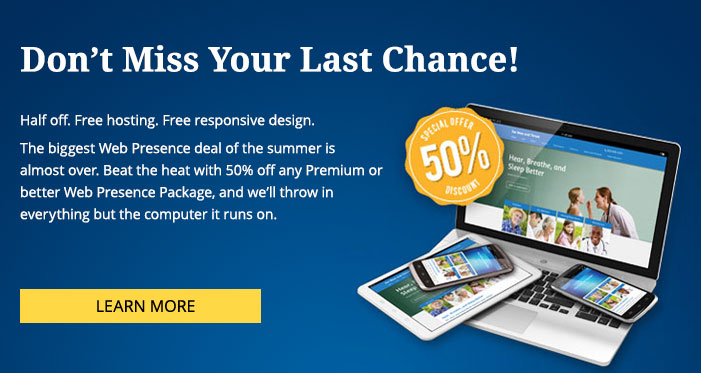 Don’t Miss Your Last Chance!
Half off. Free hosting. Free responsive design.
The biggest Web Presence deal of the summer is
almost over. Beat the heat with 50% off any Premium or
better Web Presence Package, and we’ll throw in
everything but the computer it runs on.
LEARN MORE
SPECIAL OFFER
50%
DISCOUNT
Hear, Breathe, and
Sleep Better